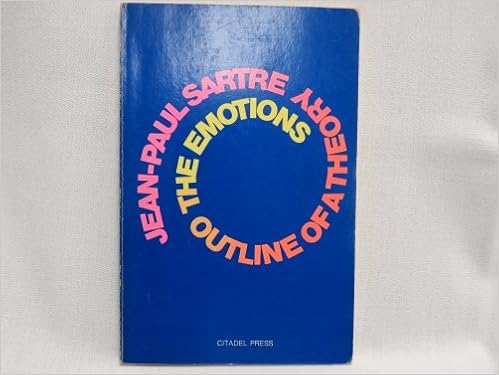 JEAN-PAUL SARTRE
THE EMOTIONS
OUTLINE OF A THEORY
CITADEL PRESS